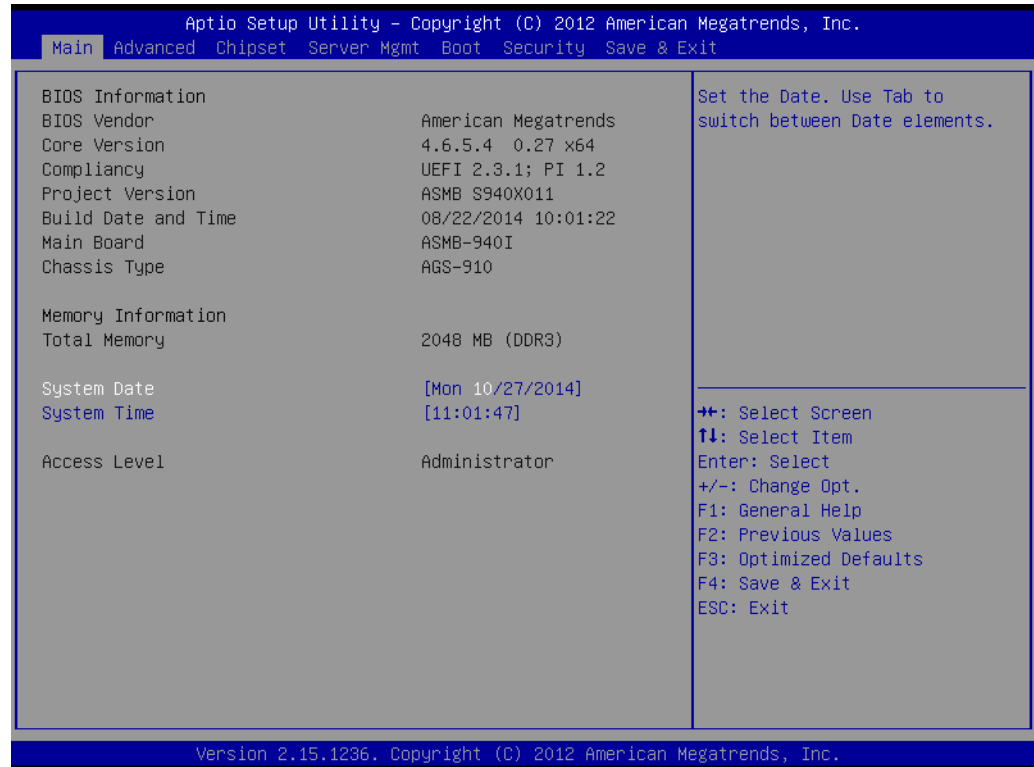 Aptio Setup Utility – Copyright (C) 2012 American Megatrends, Inc.
Main Advanced Chipset Server Mgmt Boot Security Save & Exit
BIOS Information
BIOS Vendor American Megatrends
Core Version 4.6.5.4 0.27 x64
Compliancy UEFI 2.3.1; PI 1.2
Project Version ASMB S940X011
Build Date and Time 08/22/2014 10:01:22
Main Board ASMB-940I
Chassis Type AGS-910
Memory Information
Total Memory 2048 MB (DDR3)
System Date [Mon 10/27/2014]
System Time [11:01:47]
Access Level Administrator
Set the Date. Use Tab to
switch between Date elements.
→←: Select Screen
↑↓: Select Item
Enter: Select
+/-: Change Opt.
F1: General Help
F2: Previous Values
F3: Optimized Defaults
F4: Save & Exit
ESC: Exit
Version 2.15.1236. Copyright (C) 2012 American Megatrends, Inc.